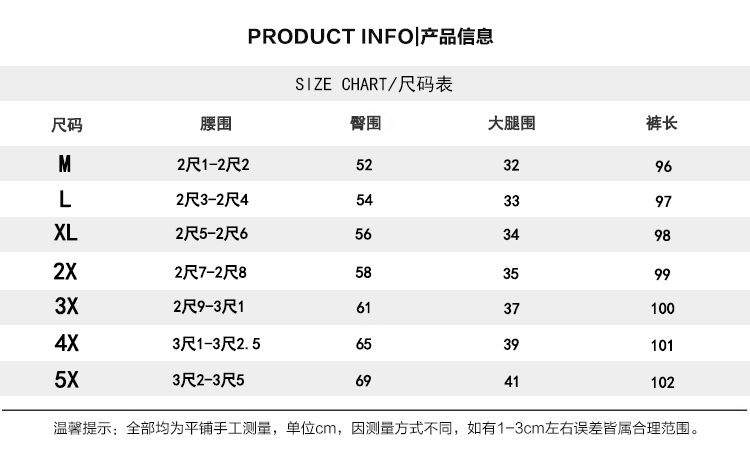 PRODUCT INFO|产品信息
SIZE CHART/尺码表
尺码 腰围 臀围 大腿围 裤长
M 2尺1-2尺2 52 32 96
L 2尺3-2尺4 54 33 97
XL 2尺5-2尺6 56 34 98
2X 2尺7-2尺8 58 35 99
3X 2尺9-3尺1 61 37 100
4X 3尺1-3尺2.5 65 39 101
5X 3尺2-3尺5 69 41 102
温馨提示：全部均为平铺手工测量，单位cm，因测量方式不同，如有1-3cm左右误差皆属合理范围。